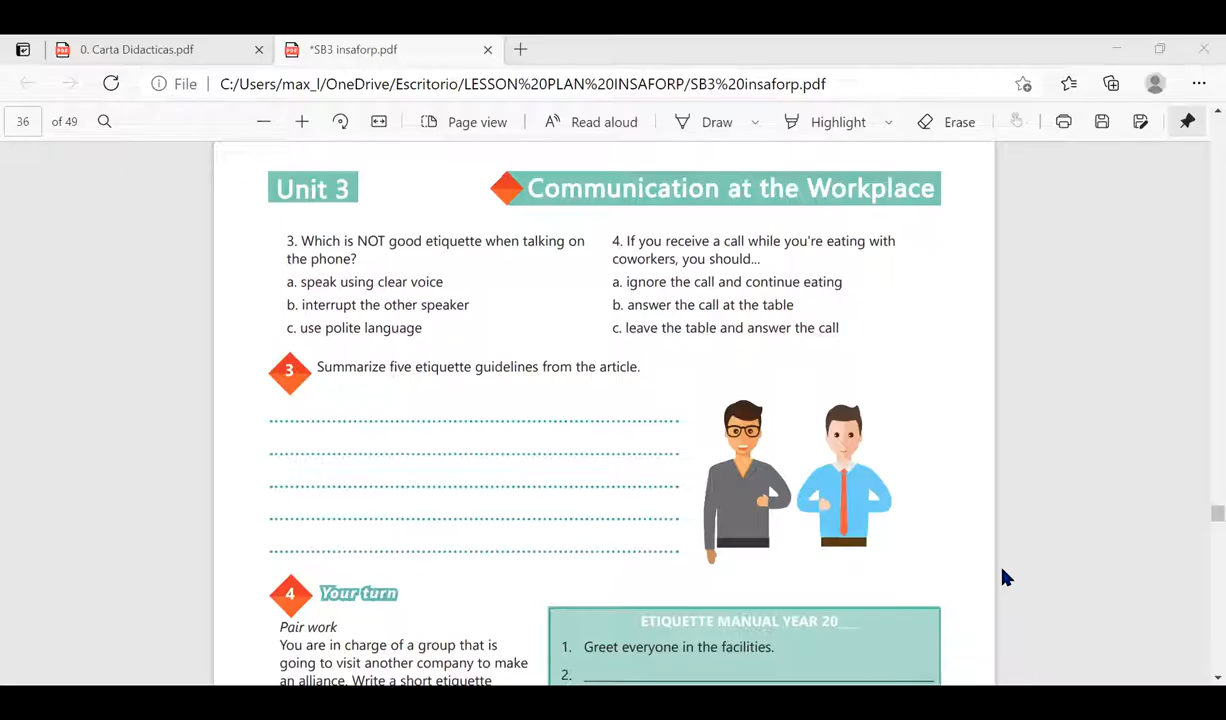 0. Carta Didacticas.pdf
*SB3 insaforp.pdf
File
C:/Users/max_l/OneDrive/Escritorio/LESSON%20PLAN%20INSAFORP/SB3%20insaforp.pdf
36 of 49
Page view
Read aloud
Draw
Highlight
Erase
Unit 3
Communication at the Workplace
3. Which is NOT good etiquette when talking on
the phone?
a. speak using clear voice
b. interrupt the other speaker
c. use polite language
4. If you receive a call while you're eating with
coworkers, you should...
a. ignore the call and continue eating
b. answer the call at the table
c. leave the table and answer the call
3 Summarize five etiquette guidelines from the article.
4 Your turn
Pair work
You are in charge of a group that is
going to visit another company to make
an alliance. Write a short etiquette
ETIQUETTE MANUAL YEAR 20___
1. Greet everyone in the facilities.
2.